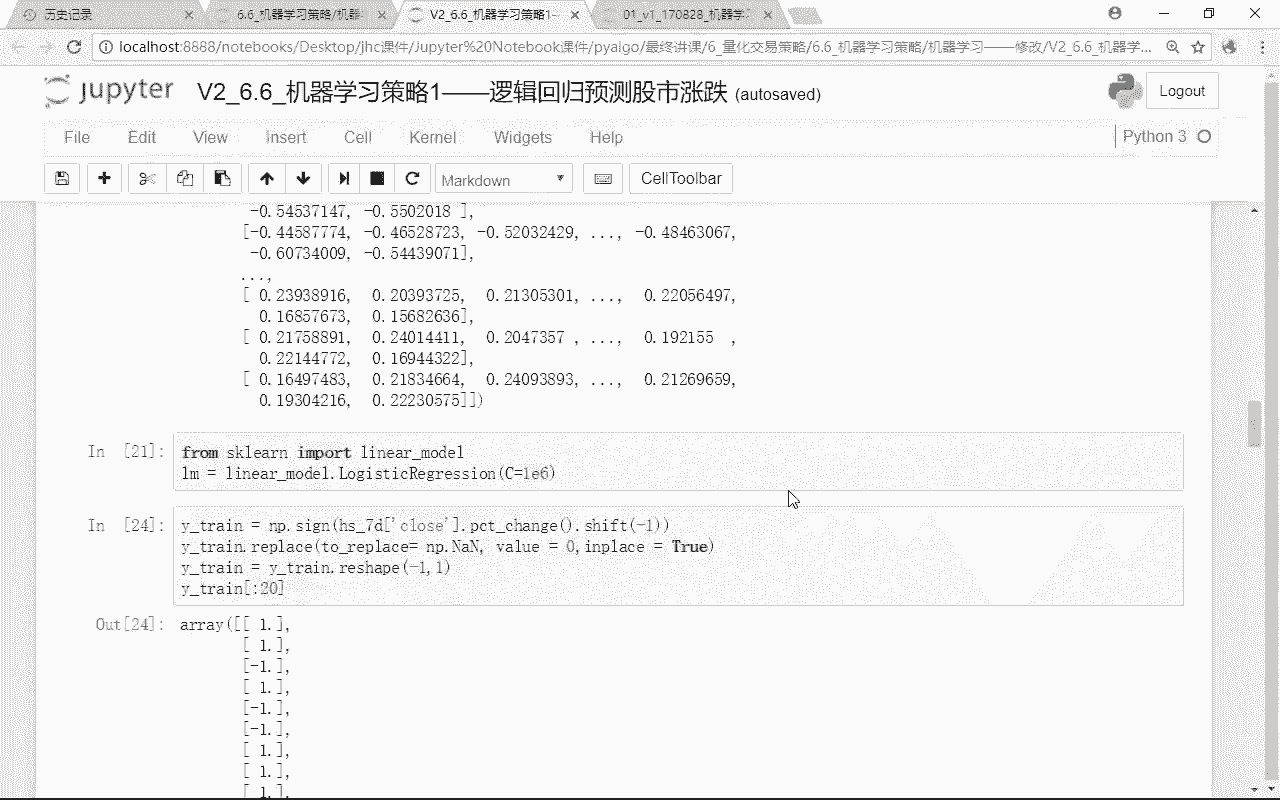 历史记录
6.6_机器学习策略/机器
V2_6.6_机器学习策略1—
01_v1_170828_机器学
localhost:8888/notebooks/Desktop/jhc课件/Jupyter%20Notebook课件/pyaigo/最终讲课/6_量化交易策略/6.6_机器学习策略/机器学习——修改/V2_6.6_机器学...
jupyter V2_6.6_机器学习策略1——逻辑回归预测股市涨跌 (autosaved)
Logout
File Edit View Insert Cell Kernel Widgets Help
Python 3
Markdown CellToolbar
-0.54537147, -0.5502018 ],
[-0.44587774, -0.46528723, -0.52032429, ..., -0.48463067,
-0.60734009, -0.54439071],
...,
[ 0.23938916, 0.20393725, 0.21305301, ..., 0.22056497,
0.16857673, 0.15682636],
[ 0.21758891, 0.24014411, 0.2047357 , ..., 0.192155 ,
0.22144772, 0.16944322],
[ 0.16497483, 0.21834664, 0.24093893, ..., 0.21269659,
0.19304216, 0.22230575]])
In [21]: from sklearn import linear_model
lm = linear_model.LogisticRegression(C=1e6)
In [24]: y_train = np.sign(hs_7d['close'].pct_change().shift(-1))
y_train.replace(to_replace= np.NaN, value = 0,inplace = True)
y_train = y_train.reshape(-1,1)
y_train[:20]
Out[24]: array([[ 1.],
[ 1.],
[-1.],
[ 1.],
[-1.],
[-1.],
[ 1.],
[ 1.],
[ 1.],